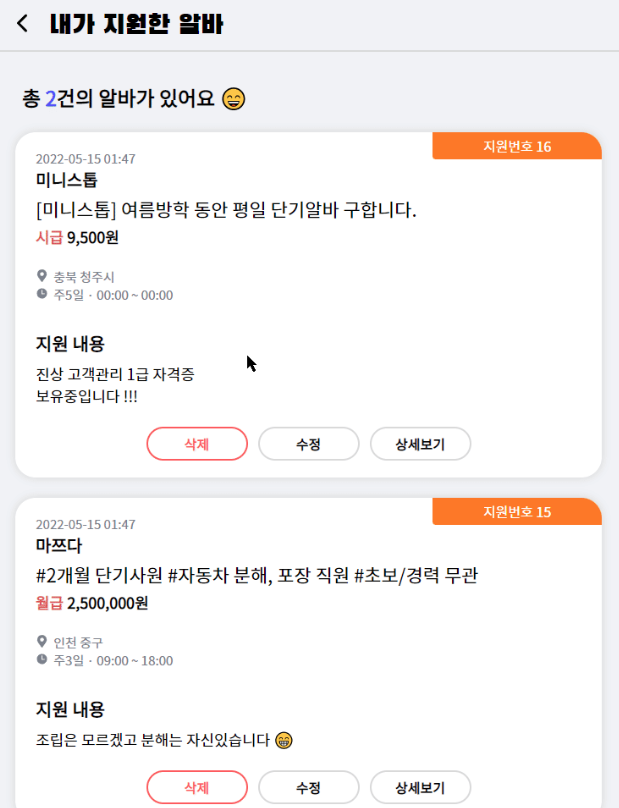 내가 지원한 알바
총 2건의 알바가 있어요 😄
지원번호 16
2022-05-15 01:47
미니스톱
[미니스톱] 여름방학 동안 평일 단기알바 구합니다.
시급 9,500원
충북 청주시
주5일 · 00:00 ~ 00:00
지원 내용
진상 고객관리 1급 자격증
보유중입니다 !!!
삭제 수정 상세보기
지원번호 15
2022-05-15 01:47
마쯔다
#2개월 단기사원 #자동차 분해, 포장 직원 #초보/경력 무관
월급 2,500,000원
인천 중구
주3일 · 09:00 ~ 18:00
지원 내용
조립은 모르겠고 분해는 자신있습니다 😁
삭제 수정 상세보기